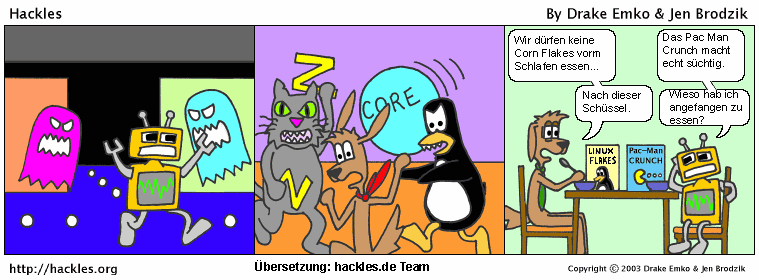 Hackles
By Drake Emko & Jen Brodzik
Z
CORE
Z
Wir dürfen keine
Corn Flakes vorm
Schlafen essen...
Nach dieser
Schüssel.
Das Pac Man
Crunch macht
echt süchtig.
Wieso hab ich
angefangen zu
essen?
LINUX
FLAKES
Pac-Man
CRUNCH
http://hackles.org
Übersetzung: hackles.de Team
Copyright © 2003 Drake Emko & Jen Brodzik